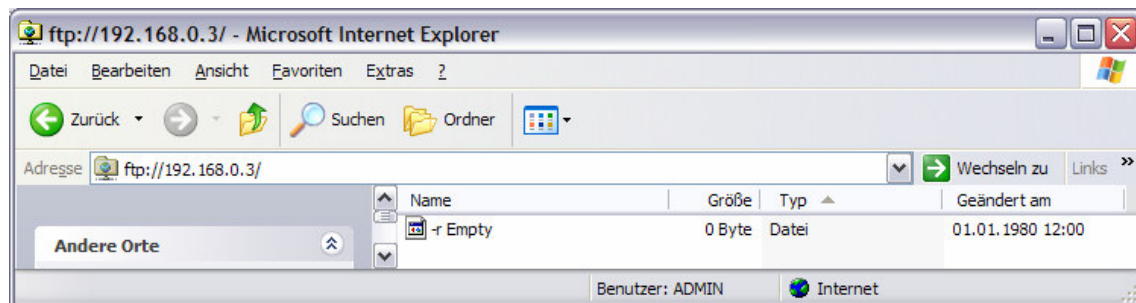 ftp://192.168.0.3/ - Microsoft Internet Explorer
Datei Bearbeiten Ansicht Favoriten Extras ?
Zurück Suchen Ordner
Adresse ftp://192.168.0.3/ Wechseln zu Links »
Name Größe Typ Geändert am
-r Empty 0 Byte Datei 01.01.1980 12:00
Andere Orte
Benutzer: ADMIN Internet